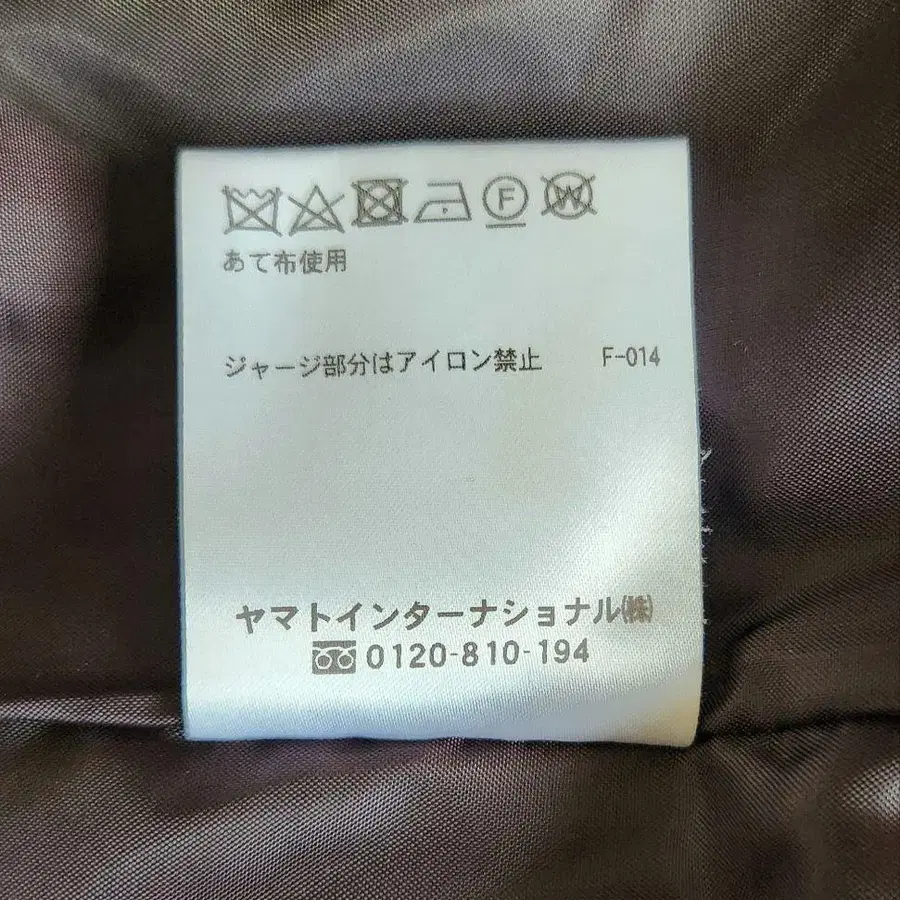 F W
あて布使用
ジャージ部分はアイロン禁止 F-014
ヤマトインターナショナル㈱
0120-810-194